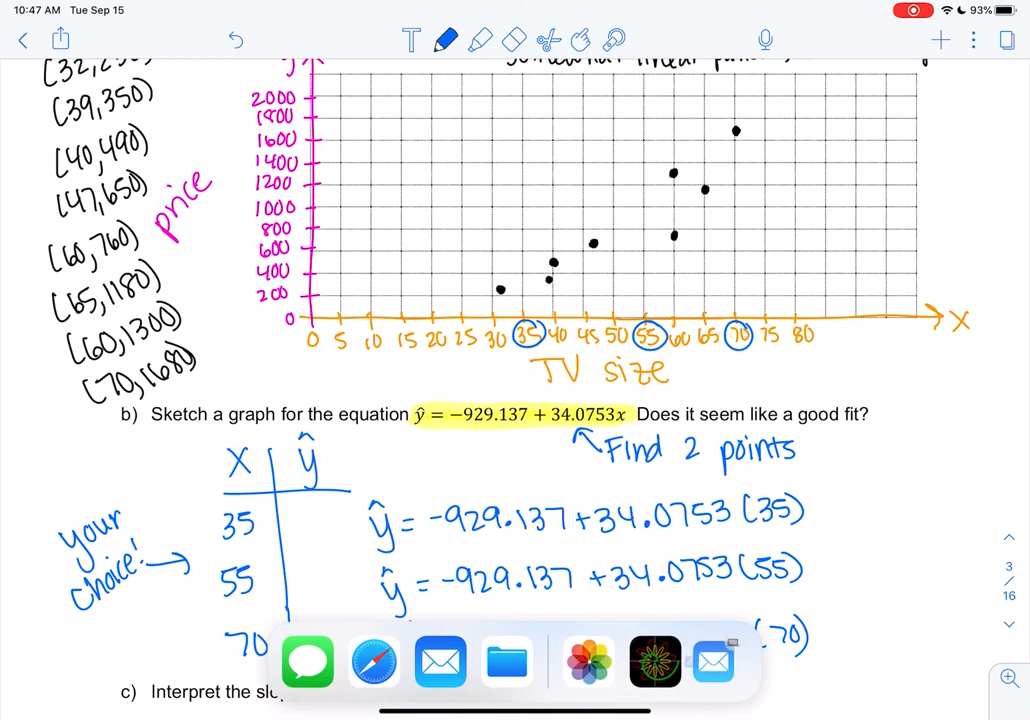 10:47 AM Tue Sep 15
93%
(39,350)
(40,490)
(47,650)
(60,760)
(65,1180)
(60,1300)
(70,1680)
price
2000
1800
1600
1400
1200
1000
800
600
400
200
0
0 5 10 15 20 25 30 35 40 45 50 55 60 65 70 75 80
X
TV size
b) Sketch a graph for the equation ŷ = −929.137 + 34.0753x Does it seem like a good fit?
Find 2 points
X ŷ
35 ŷ = -929.137+34.0753 (35)
your choice! →
55 ŷ = -929.137 +34.0753(55)
70 (70)
c) Interpret the
3
/
16